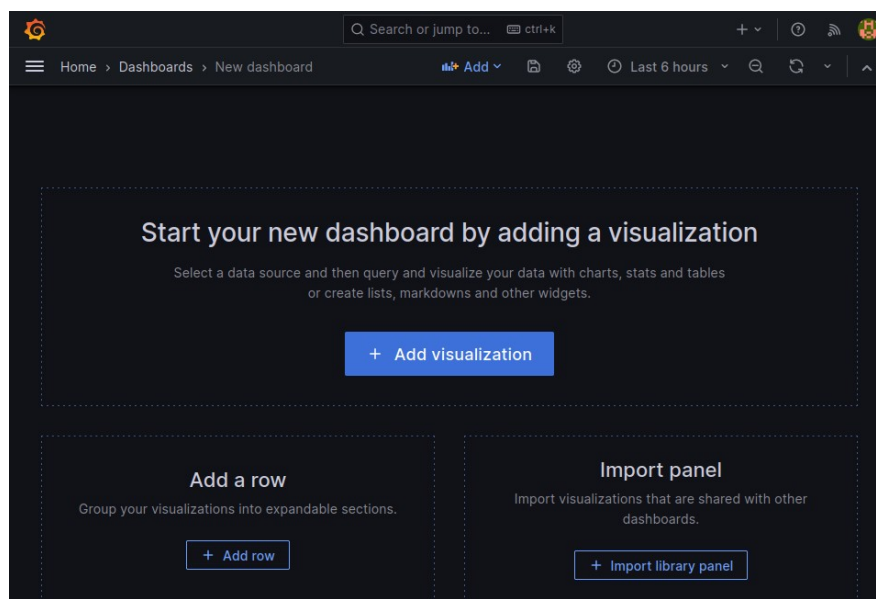 Search or jump to... ctrl+k
Home › Dashboards › New dashboard Add Last 6 hours
Start your new dashboard by adding a visualization
Select a data source and then query and visualize your data with charts, stats and tables
or create lists, markdowns and other widgets.
+ Add visualization
Add a row
Group your visualizations into expandable sections.
+ Add row
Import panel
Import visualizations that are shared with other
dashboards.
+ Import library panel